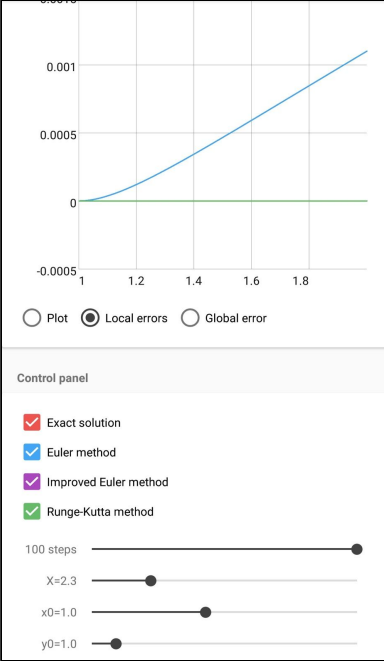 0.001
0.0005
0
-0.0005
1 1.2 1.4 1.6 1.8
Plot Local errors Global error
Control panel
Exact solution
Euler method
Improved Euler method
Runge-Kutta method
100 steps
X=2.3
x0=1.0
y0=1.0